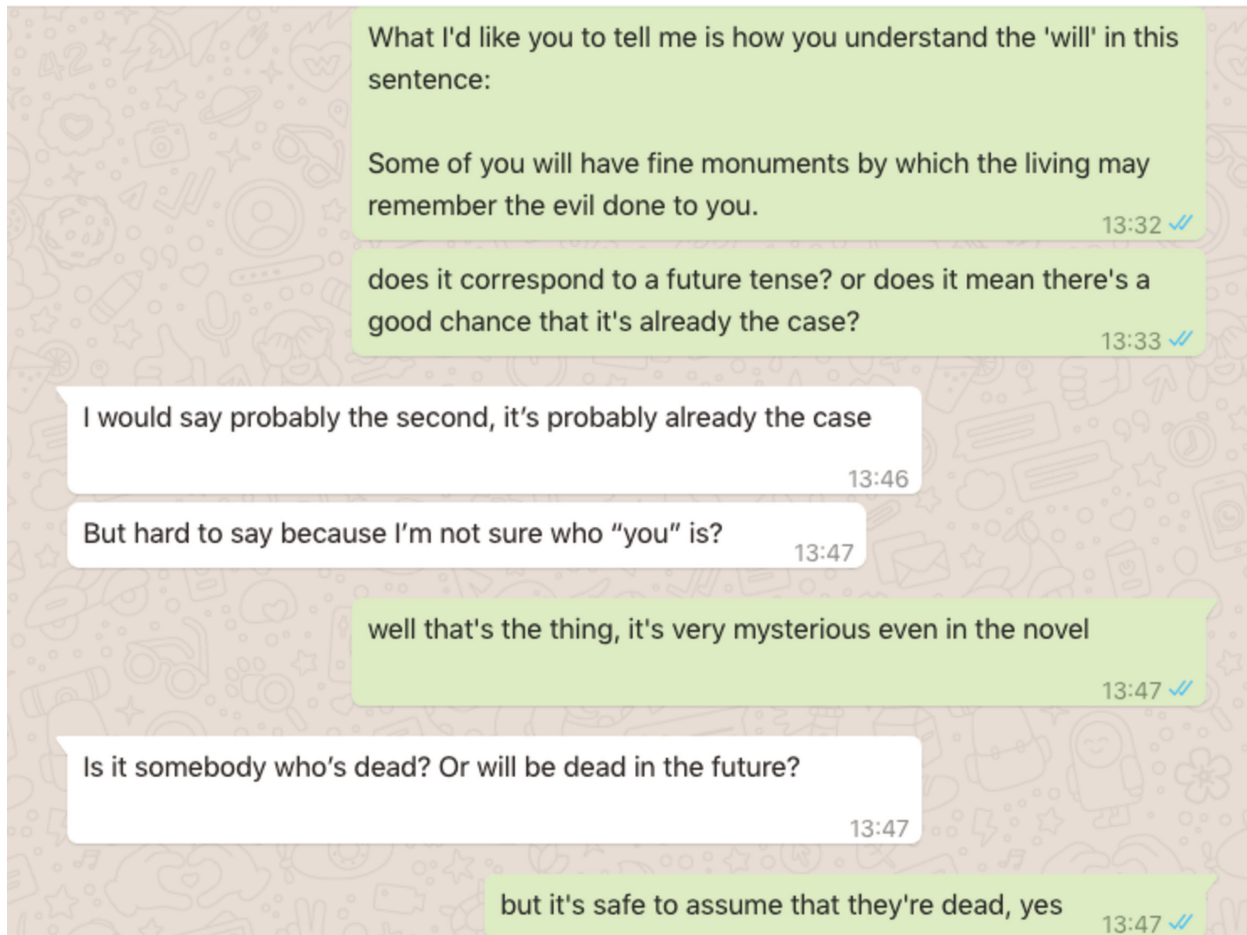 What I'd like you to tell me is how you understand the 'will' in this
sentence:
Some of you will have fine monuments by which the living may
remember the evil done to you.
13:32
does it correspond to a future tense? or does it mean there's a
good chance that it's already the case?
13:33
I would say probably the second, it’s probably already the case
13:46
But hard to say because I’m not sure who “you” is?
13:47
well that's the thing, it's very mysterious even in the novel
13:47
Is it somebody who’s dead? Or will be dead in the future?
13:47
but it's safe to assume that they're dead, yes
13:47